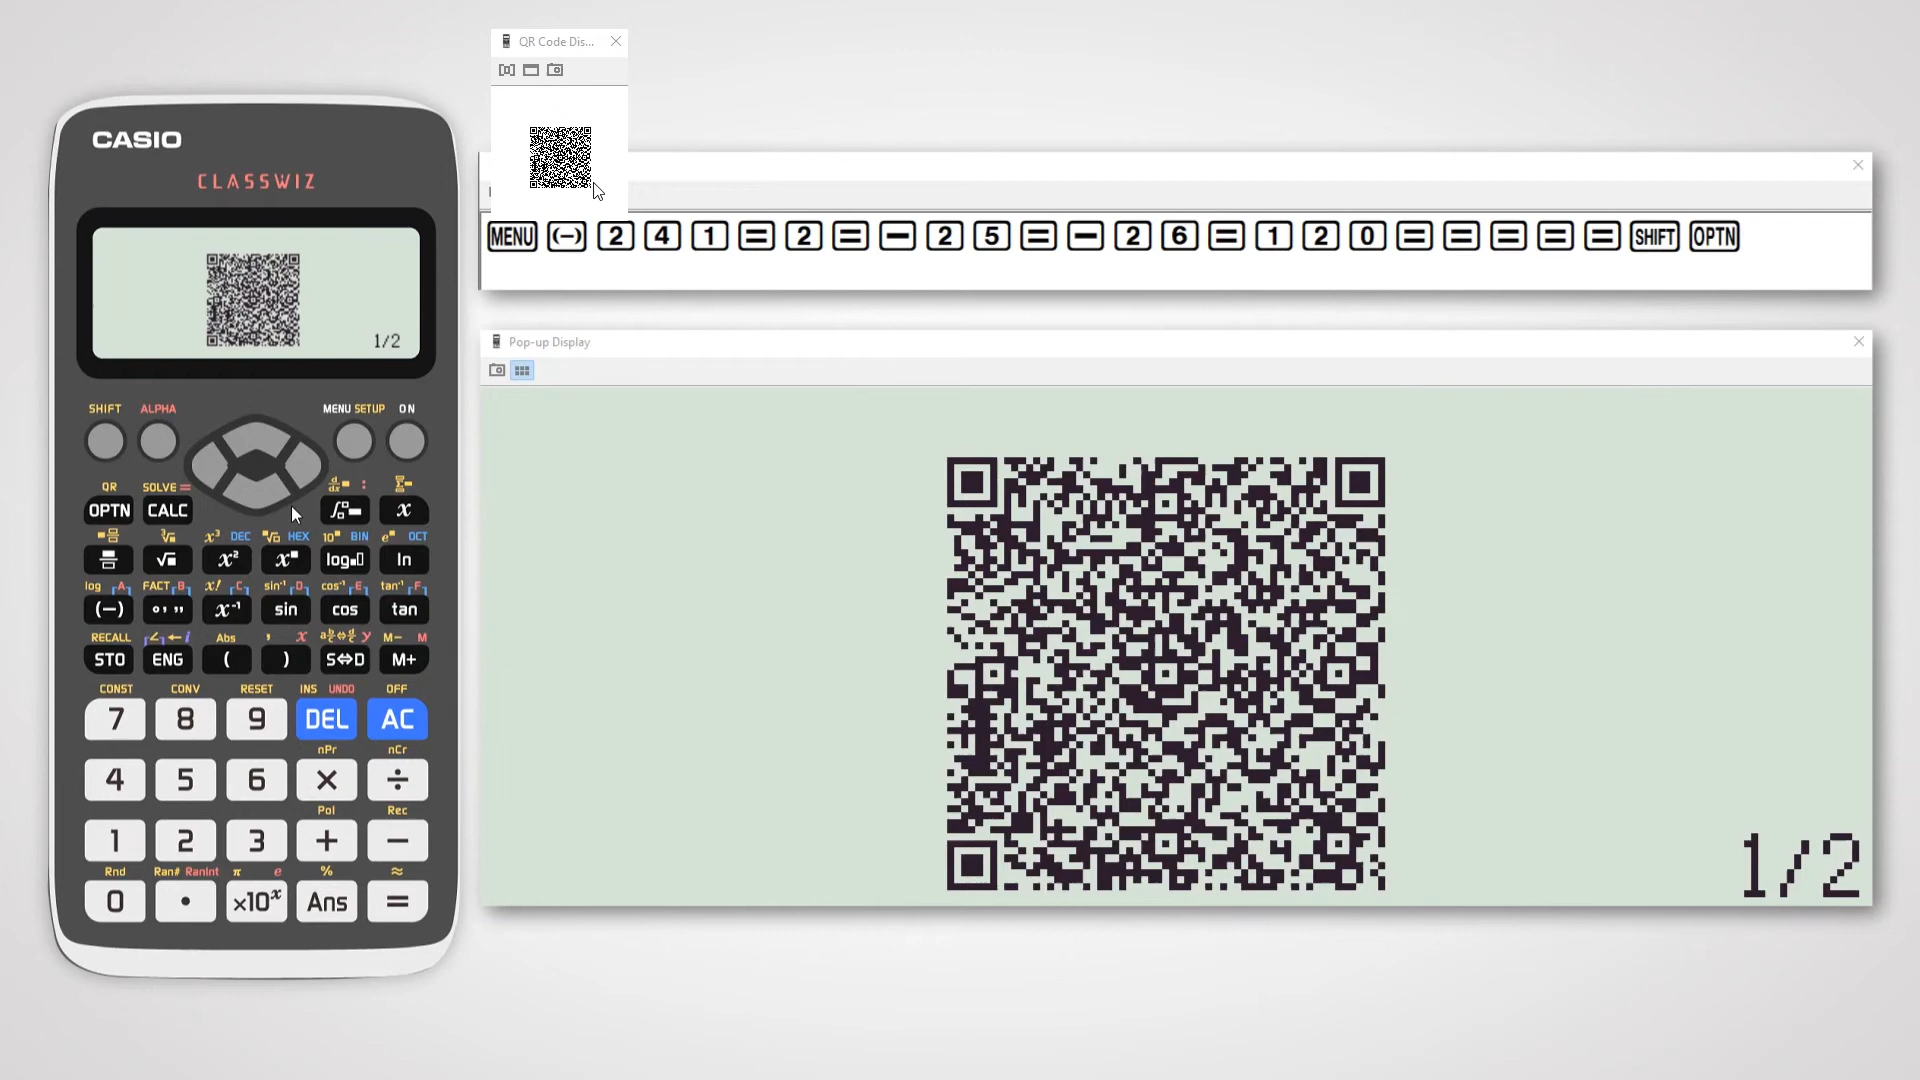 QR Code Dis...
CASIO
CLASSWIZ
MENU (−) 2 4 1 = 2 = − 2 5 = − 2 6 = 1 2 0 = = = = = SHIFT OPTN
1/2
Pop-up Display
1/2
SHIFT ALPHA MENU SETUP ON
QR SOLVE = d/dx :
OPTN CALC x
x³ DEC HEX 10 BIN e OCT
x² log ln
log A FACT B x! C sin⁻¹ D cos⁻¹ E tan⁻¹ F
(−) x⁻¹ sin cos tan
RECALL ∠ ← i Abs , x a b/c ⇔ d/c y M− M
STO ENG ( ) S⇔D M+
CONST CONV RESET INS UNDO OFF
7 8 9 DEL AC
nPr nCr
4 5 6 × ÷
Pol Rec
1 2 3 + −
Rnd Ran# RanInt π e % ≈
0 • ×10ˣ Ans =